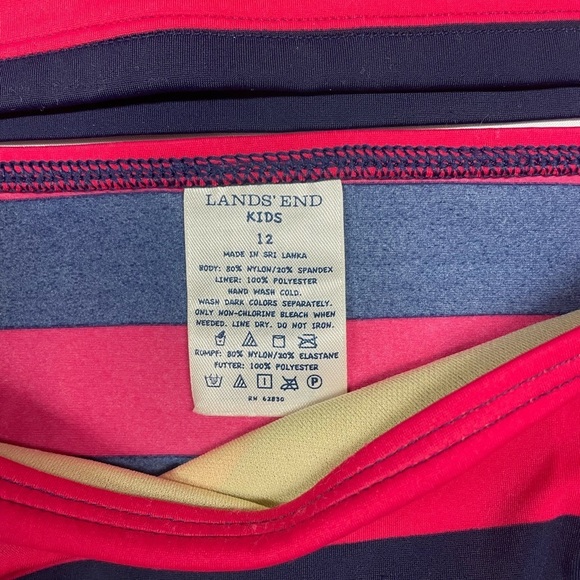 LANDS' END
KIDS
12
MADE IN SRI LANKA
BODY: 80% NYLON/20% SPANDEX
LINER: 100% POLYESTER
HAND WASH COLD.
WASH DARK COLORS SEPARATELY.
ONLY NON-CHLORINE BLEACH WHEN
NEEDED. LINE DRY. DO NOT IRON.
RUMPF: 80% NYLON/20% ELASTANE
FUTTER: 100% POLYESTER
P
RN 63830